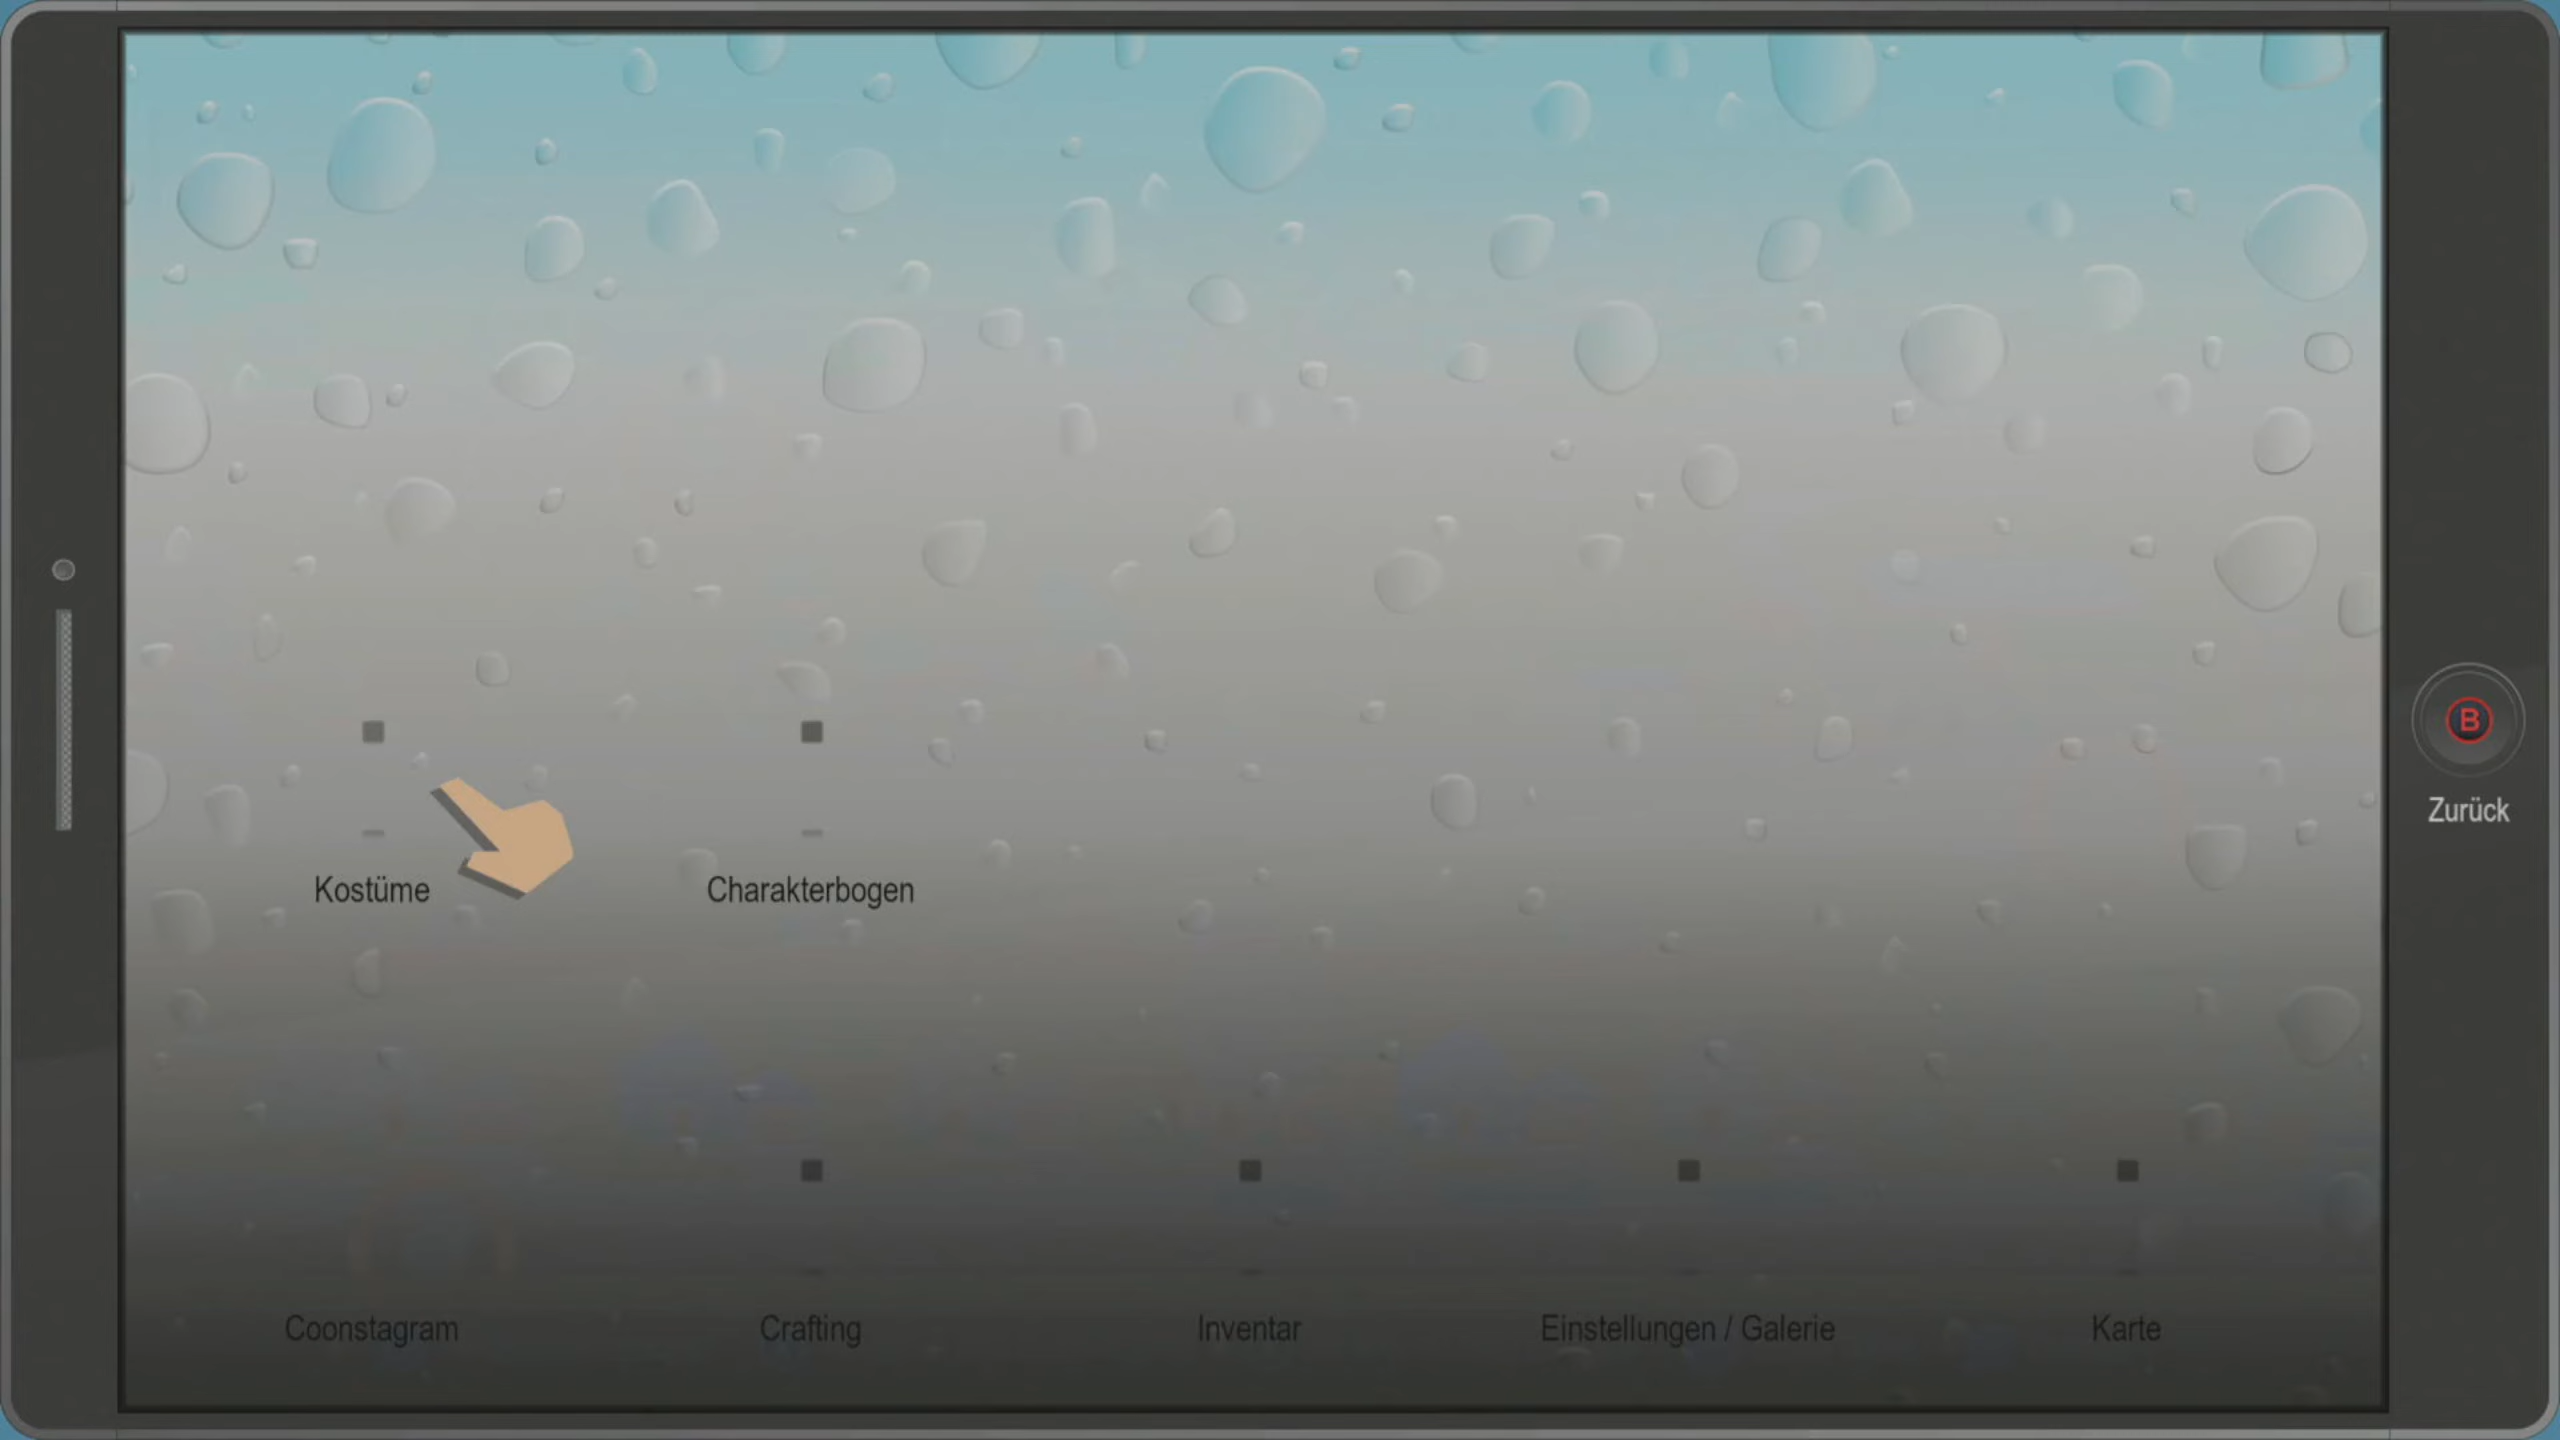 B
Zurück
Kostüme
Charakterbogen
Coonstagram
Crafting
Inventar
Einstellungen / Galerie
Karte